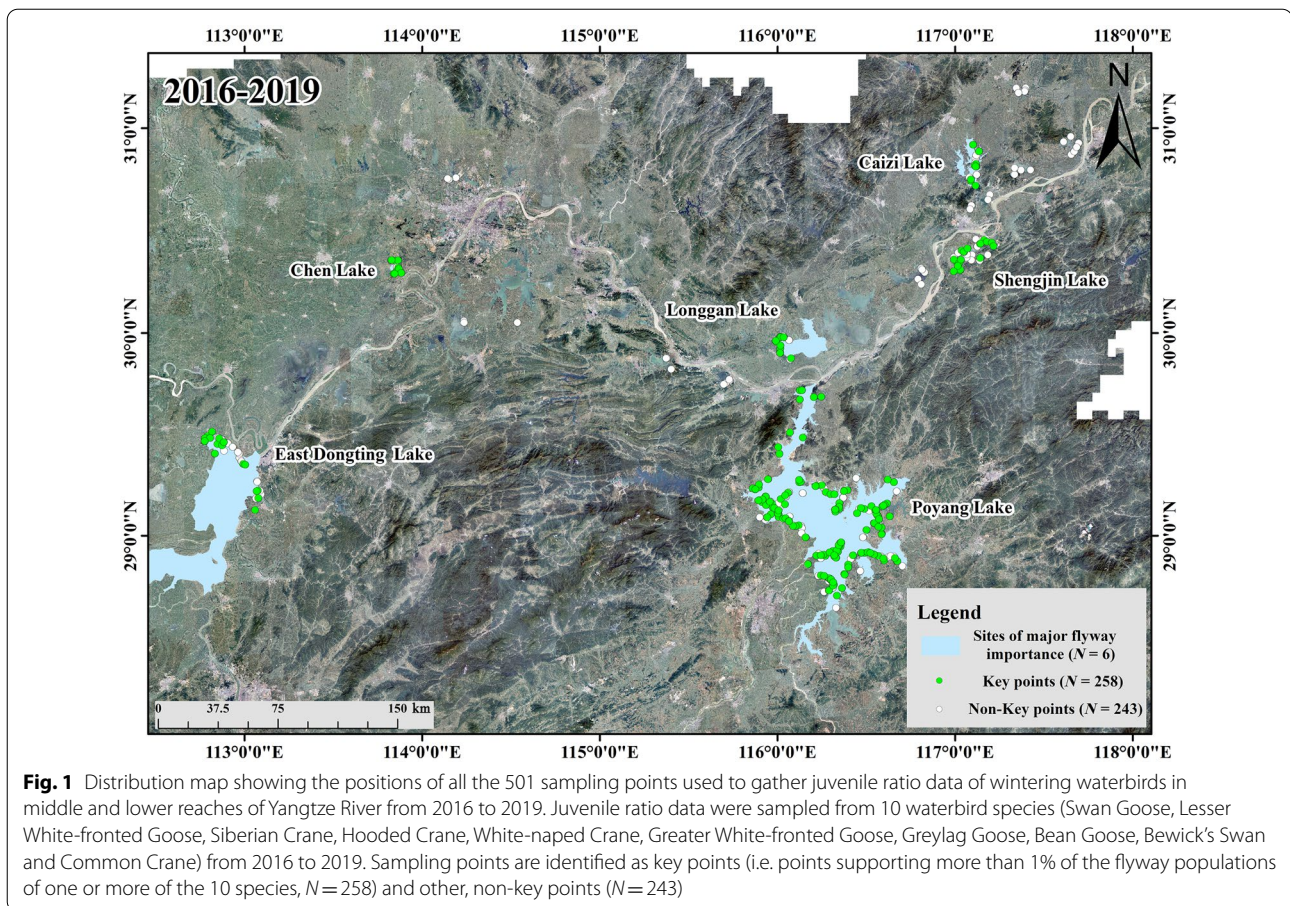 113°0'0"E 114°0'0"E 115°0'0"E 116°0'0"E 117°0'0"E 118°0'0"E
2016-2019
N
31°0'0"N
31°0'0"N
Caizi Lake
Chen Lake
Shengjin Lake
Longgan Lake
30°0'0"N
30°0'0"N
East Dongting Lake
Poyang Lake
29°0'0"N
29°0'0"N
Legend
Sites of major flyway
importance (N = 6)
Key points (N = 258)
Non-Key points (N = 243)
0 37.5 75 150 km
113°0'0"E 114°0'0"E 115°0'0"E 116°0'0"E 117°0'0"E 118°0'0"E
Fig. 1 Distribution map showing the positions of all the 501 sampling points used to gather juvenile ratio data of wintering waterbirds in
middle and lower reaches of Yangtze River from 2016 to 2019. Juvenile ratio data were sampled from 10 waterbird species (Swan Goose, Lesser
White-fronted Goose, Siberian Crane, Hooded Crane, White-naped Crane, Greater White-fronted Goose, Greylag Goose, Bean Goose, Bewick's Swan
and Common Crane) from 2016 to 2019. Sampling points are identified as key points (i.e. points supporting more than 1% of the flyway populations
of one or more of the 10 species, N = 258) and other, non-key points (N = 243)